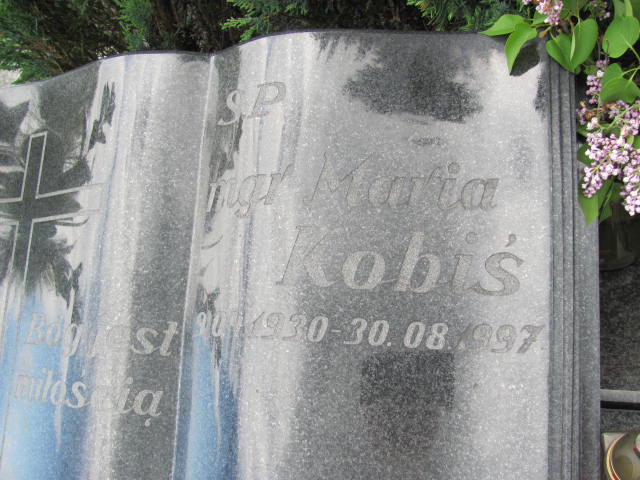 Bóg jest
miłością
ŚP
mgr Maria
Kobiś
1930-30.08.1997